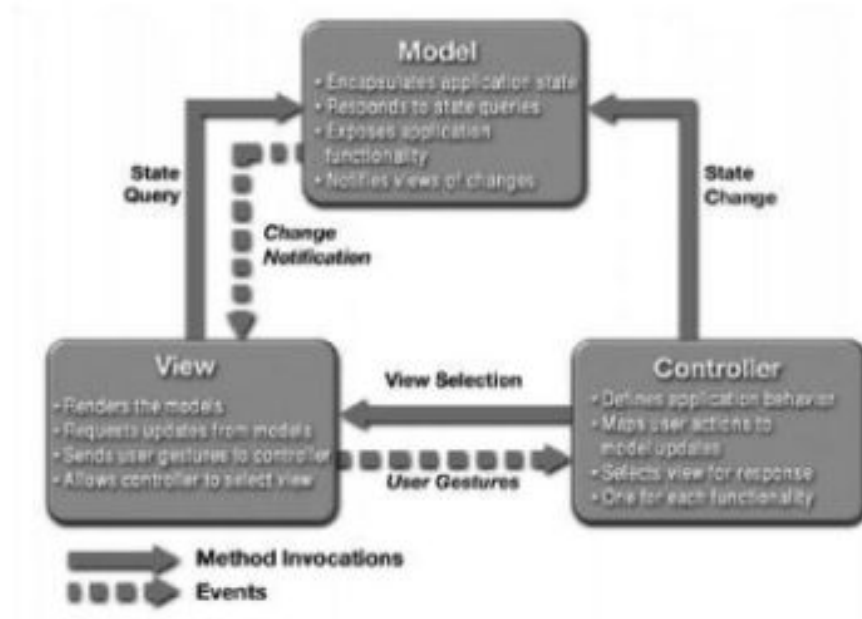 Model
• Encapsulates application state
• Responds to state queries
• Exposes application
functionality
• Notifies views of changes
State
Query
State
Change
Change
Notification
View
• Renders the models
• Requests updates from models
• Sends user gestures to controller
• Allows controller to select view
View Selection
User Gestures
Controller
• Defines application behavior
• Maps user actions to
model updates
• Selects view for response
• One for each functionality
Method Invocations
Events